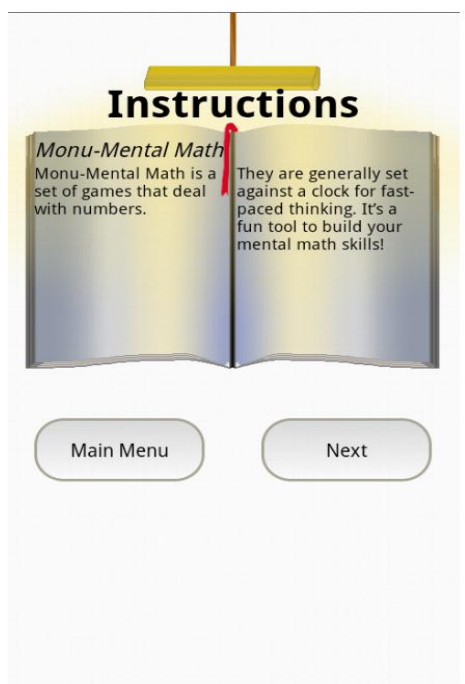 Instructions
Monu-Mental Math
Monu-Mental Math is a
set of games that deal
with numbers.
They are generally set
against a clock for fast-
paced thinking. It's a
fun tool to build your
mental math skills!
Main Menu
Next